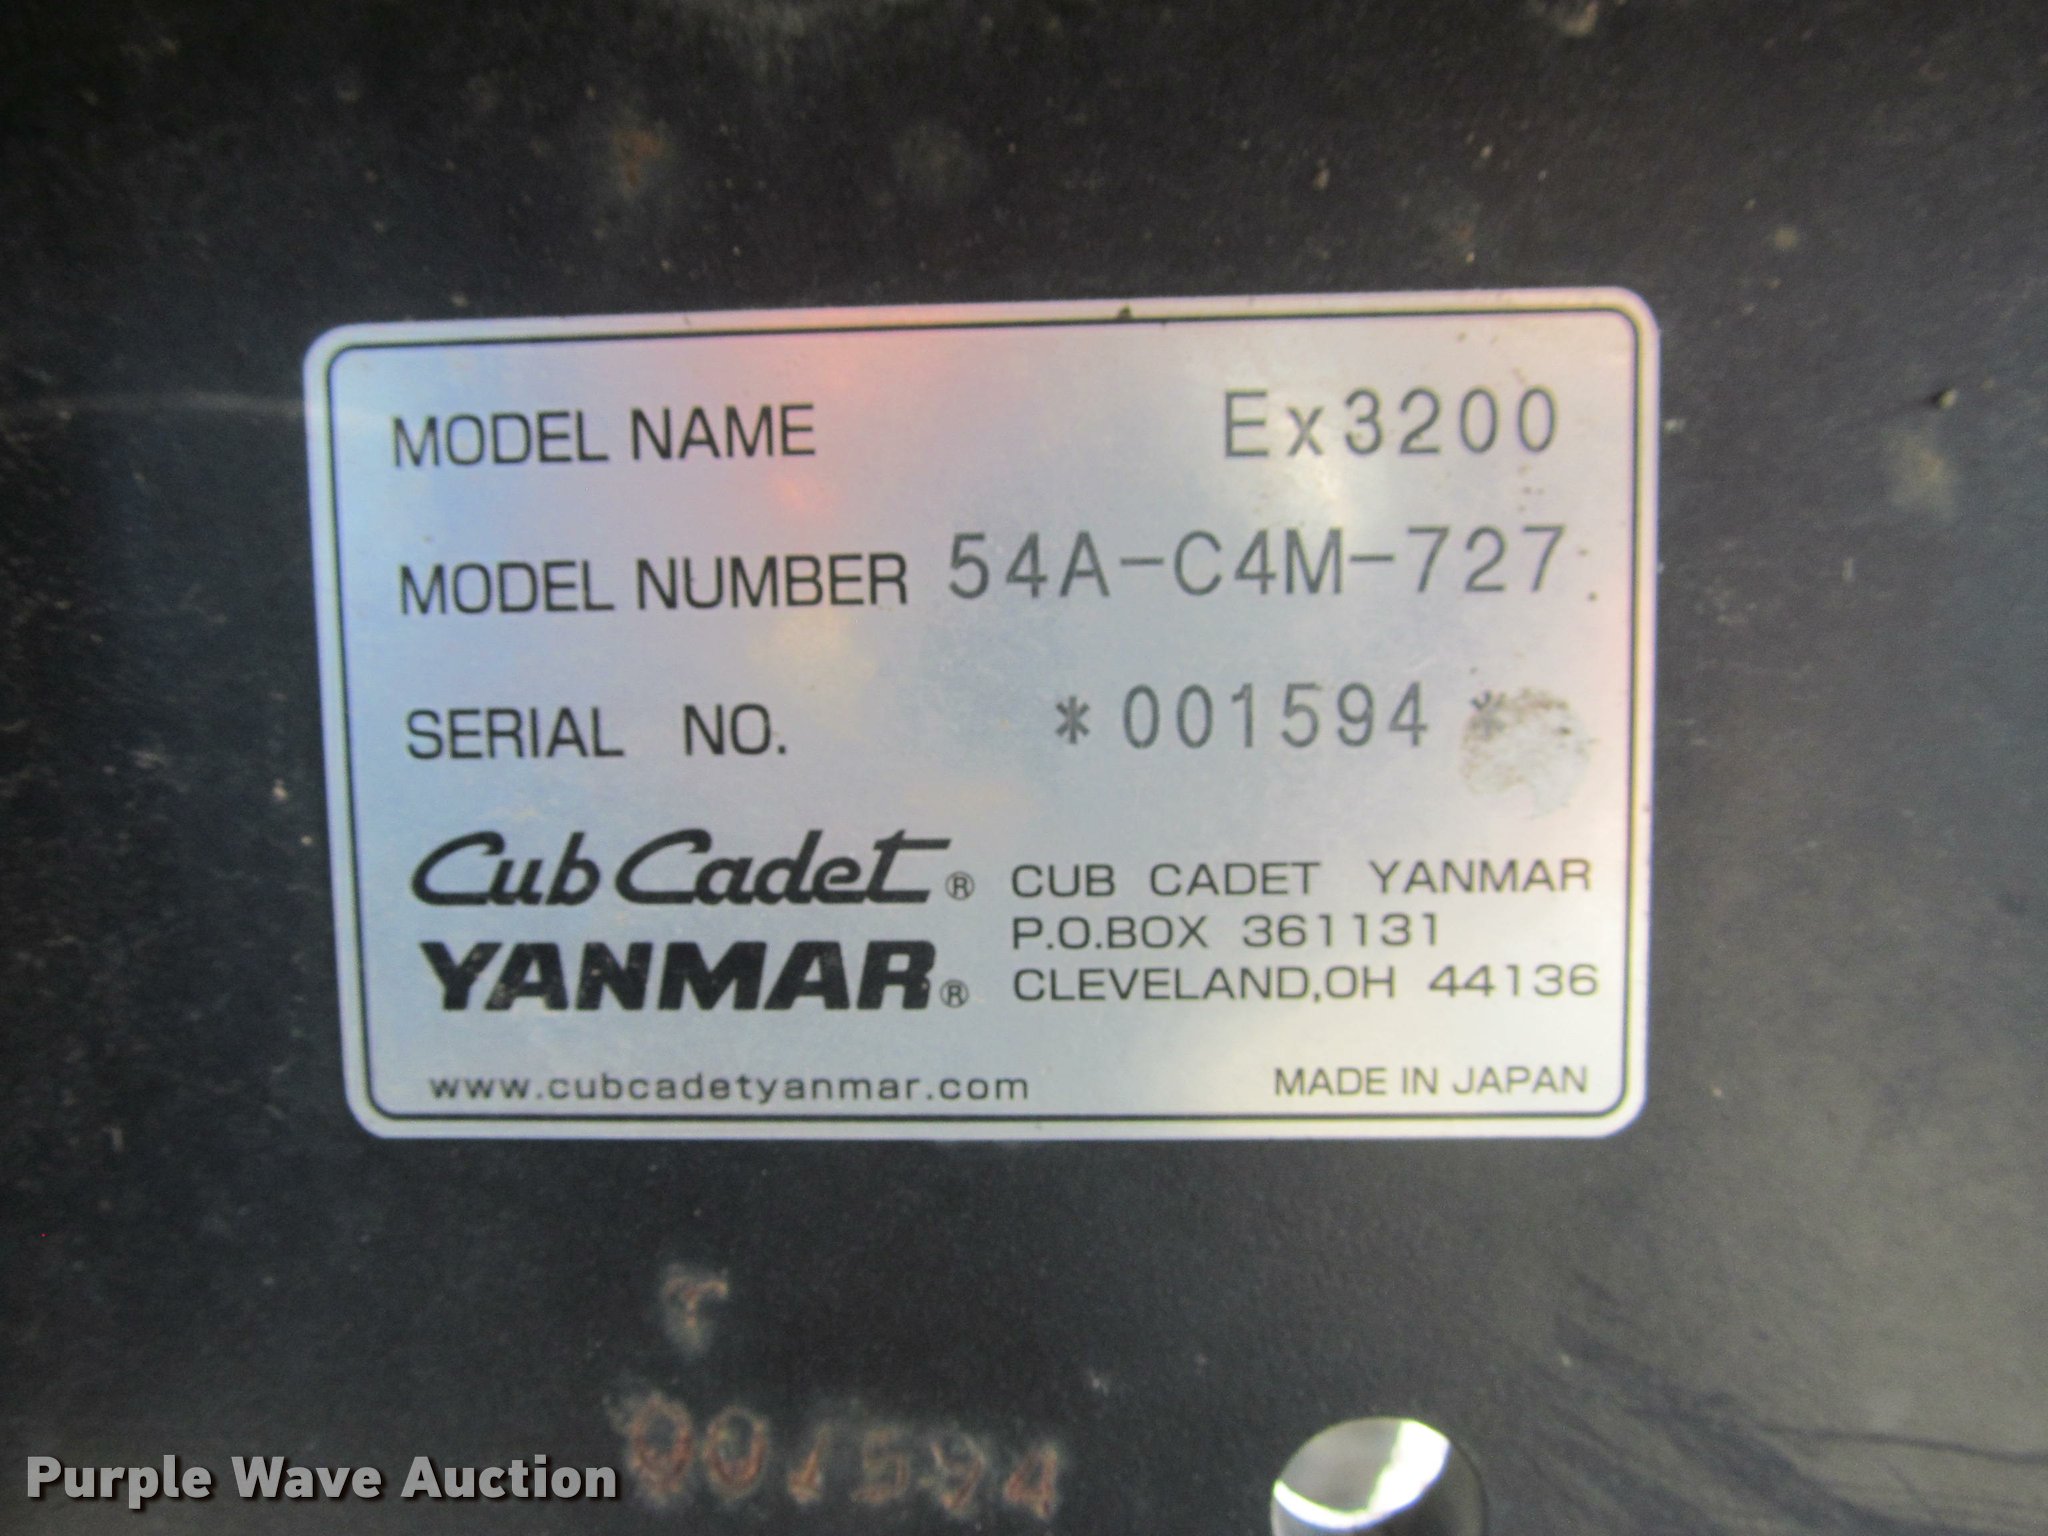 MODEL NAME Ex3200
MODEL NUMBER 54A-C4M-727
SERIAL NO. *001594*
Cub Cadet® CUB CADET YANMAR
P.O.BOX 361131
YANMAR® CLEVELAND,OH 44136
www.cubcadetyanmar.com MADE IN JAPAN
001594
Purple Wave Auction